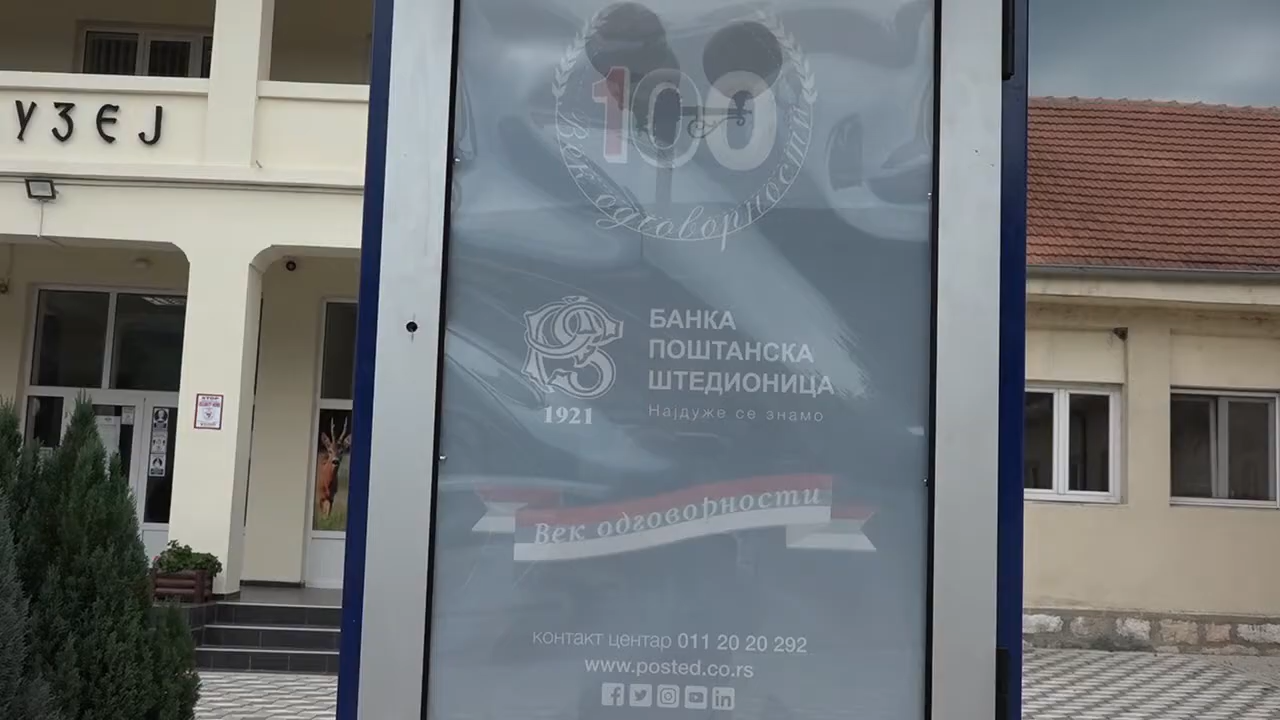 УЗЕЈ
100
Век одговорности
БАНКА
ПОШТАНСКА
ШТЕДИОНИЦА
1921
Најдуже се знамо
Век одговорности
контакт центар 011 20 20 292
www.posted.co.rs